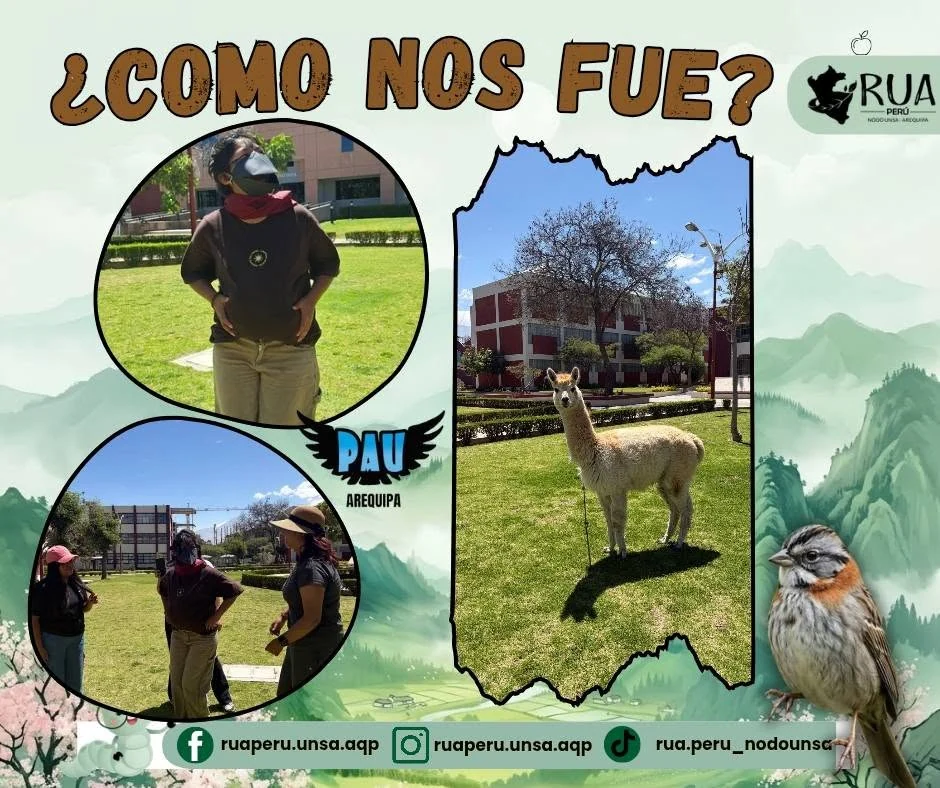 ¿COMO NOS FUE?
RUA
PERÚ
NODO UNSA - AREQUIPA
PAU
AREQUIPA
ruaperu.unsa.aqp
ruaperu.unsa.aqp
rua.peru_nodounsa